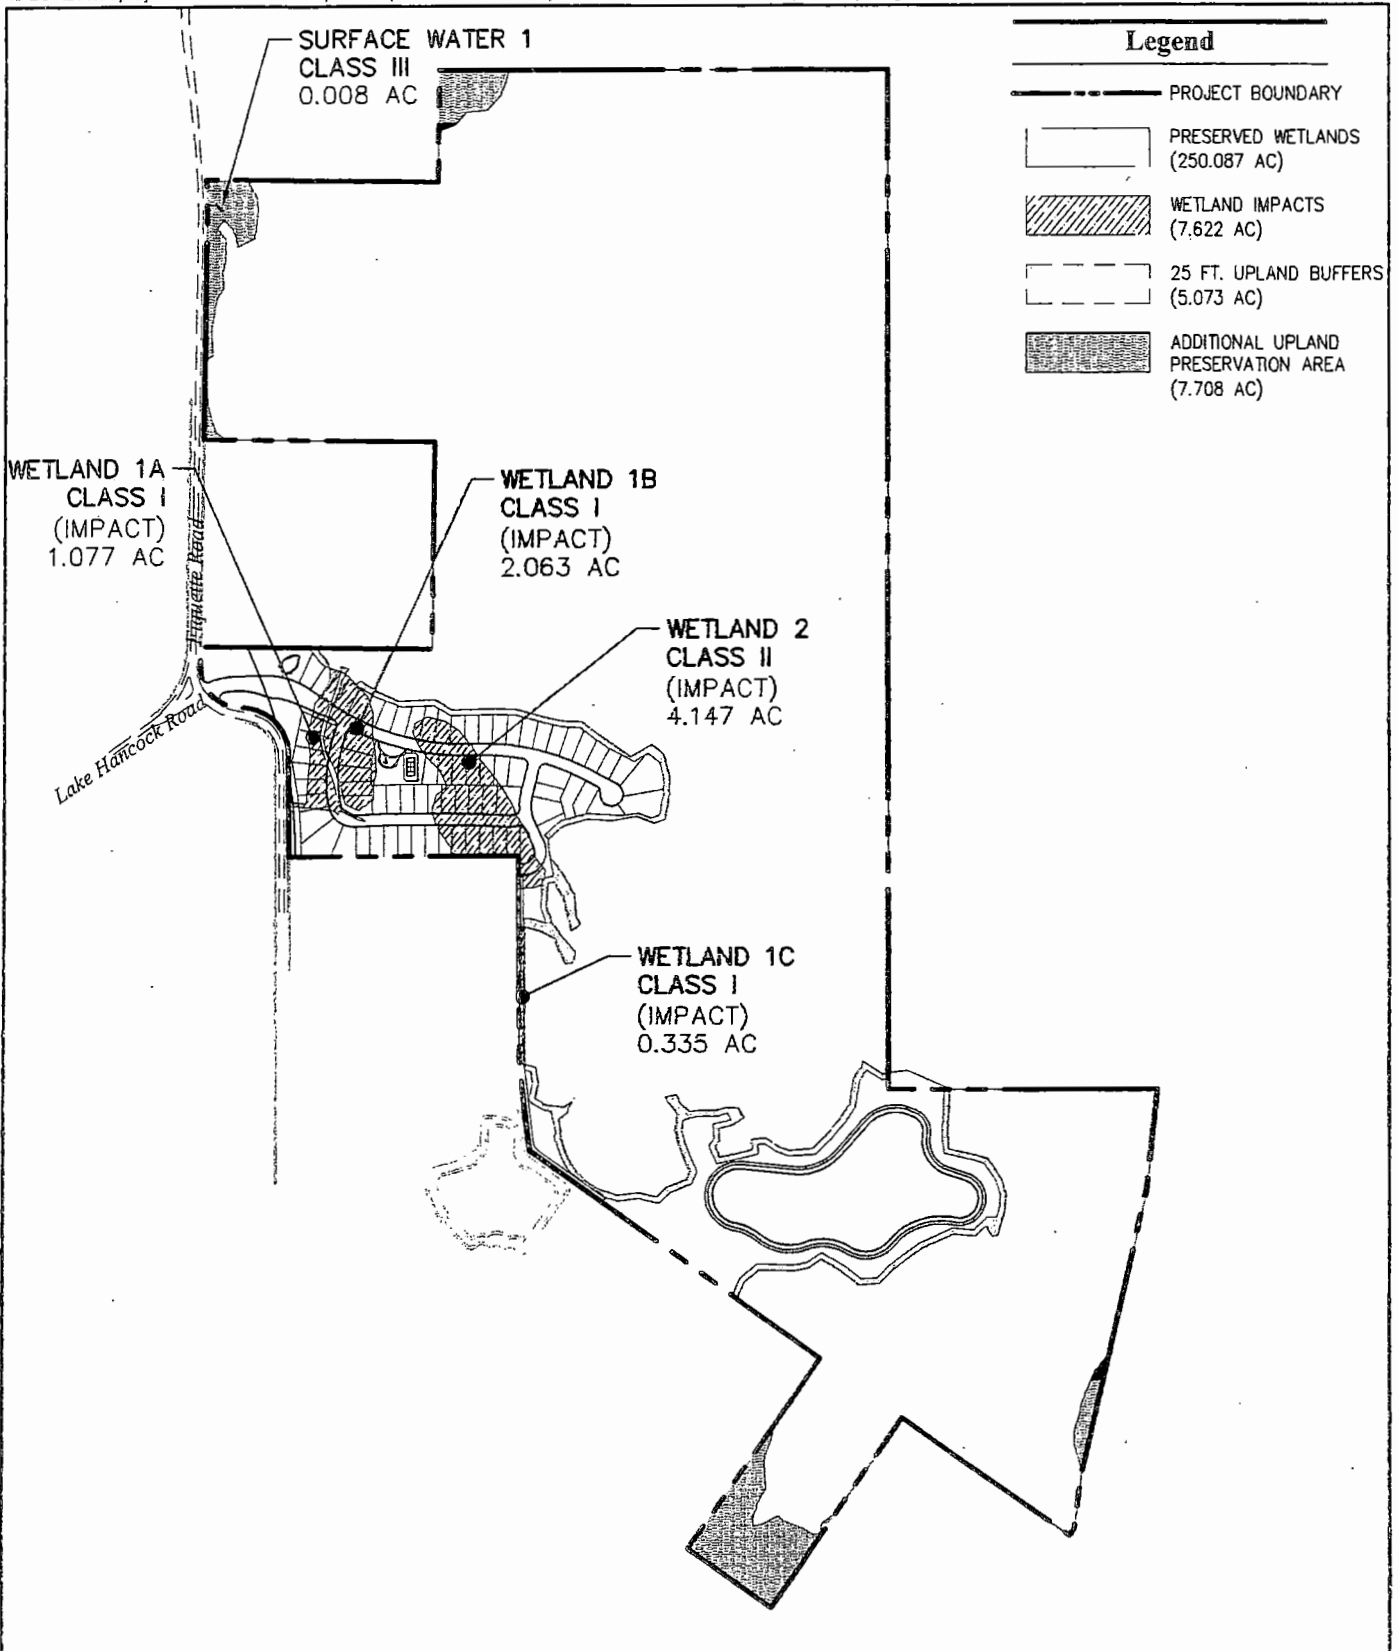 SURFACE WATER 1
CLASS III
0.008 AC
Legend
PROJECT BOUNDARY
PRESERVED WETLANDS
(250.087 AC)
WETLAND IMPACTS
(7.622 AC)
25 FT. UPLAND BUFFERS
(5.073 AC)
ADDITIONAL UPLAND
PRESERVATION AREA
(7.708 AC)
WETLAND 1A
CLASS I
(IMPACT)
1.077 AC
WETLAND 1B
CLASS I
(IMPACT)
2.063 AC
WETLAND 2
CLASS II
(IMPACT)
4.147 AC
Road
Lake Hancock Road
WETLAND 1C
CLASS I
(IMPACT)
0.335 AC